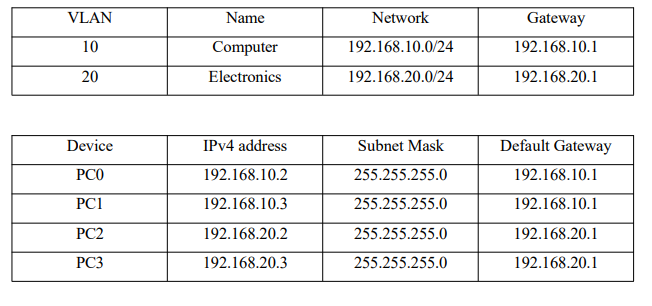 VLAN Name Network Gateway
10 Computer 192.168.10.0/24 192.168.10.1
20 Electronics 192.168.20.0/24 192.168.20.1
Device IPv4 address Subnet Mask Default Gateway
PC0 192.168.10.2 255.255.255.0 192.168.10.1
PC1 192.168.10.3 255.255.255.0 192.168.10.1
PC2 192.168.20.2 255.255.255.0 192.168.20.1
PC3 192.168.20.3 255.255.255.0 192.168.20.1